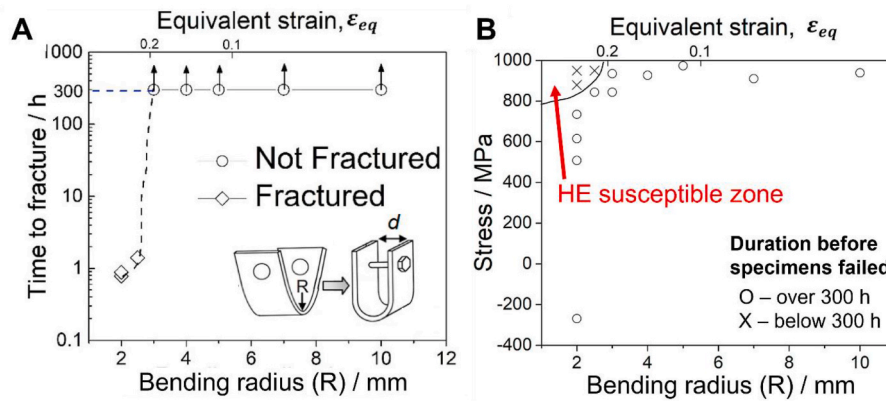 A
Equivalent strain, εeq
0.2 0.1
Time to fracture / h
1000
300
100
10
1
0.1
Not Fractured
Fractured
d
R
2 4 6 8 10 12
Bending radius (R) / mm
B
Equivalent strain, εeq
0.2 0.1
Stress / MPa
1000
800
600
400
200
0
-200
-400
HE susceptible zone
Duration before
specimens failed
O – over 300 h
X – below 300 h
2 4 6 8 10
Bending radius (R) / mm